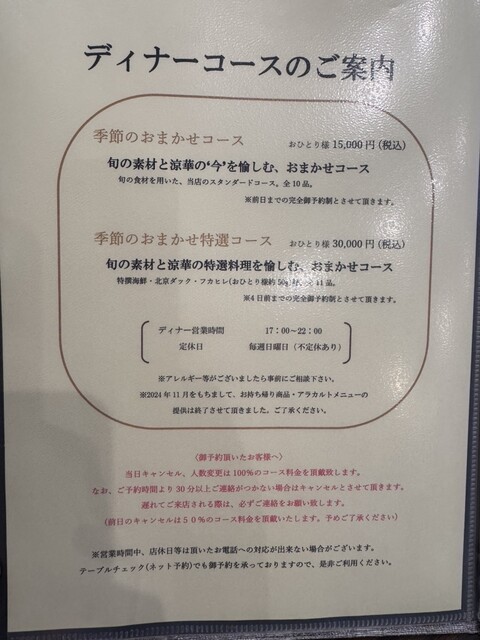 ディナーコースのご案内
季節のおまかせコース おひとり様 15,000 円 (税込)
旬の素材と涼華の‘今’を愉しむ、おまかせコース
旬の食材を用いた、当店のスタンダードコース。全 10 品。
※前日までの完全御予約制とさせて頂きます。
季節のおまかせ特選コース おひとり様 30,000 円 (税込)
旬の素材と涼華の特選料理を愉しむ、おまかせコース
特撰海鮮・北京ダック・フカヒレ(おひとり様約 50g) 11 品。
※4 日前までの完全御予約制とさせて頂きます。
ディナー営業時間 17：00~22：00
定休日 毎週日曜日 (不定休あり)
※アレルギー等がございましたら事前にご相談下さい。
※2024 年 11 月をもちまして、お持ち帰り商品・アラカルトメニューの
提供は終了させて頂きました。ご了承ください。
〈御予約頂いたお客様へ〉
当日キャンセル、人数変更は 100%のコース料金を頂戴致します。
なお、ご予約時間より 30 分以上ご連絡がつかない場合はキャンセルとさせて頂きます。
遅れてご来店される際は、必ずご連絡をお願い致します。
(前日のキャンセルは５０%のコース料金を頂戴いたします。予めご了承ください)
※営業時間中、店休日等は頂いたお電話への対応が出来ない場合がございます。
テーブルチェック(ネット予約)でも御予約を承っておりますので、是非ご利用ください。